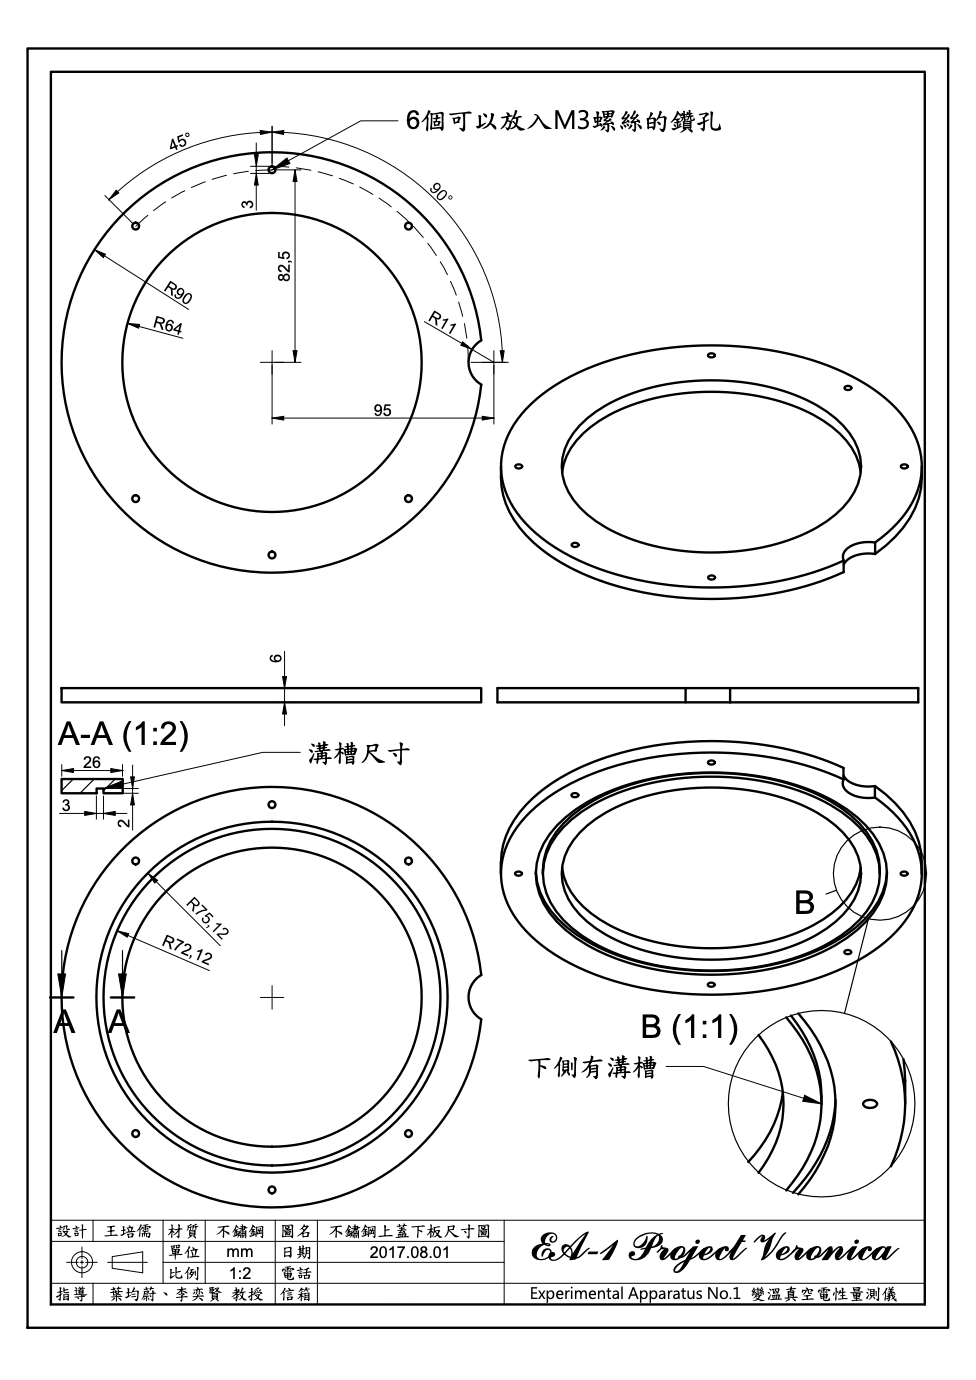 6個可以放入M3螺絲的鑽孔
45°
90°
3
82,5
R90
R64
R11
95
6
A-A (1:2)
26
溝槽尺寸
3
2
R75,12
R72,12
A
A
B
B (1:1)
下側有溝槽
設計 王培儒 材質 不鏽鋼 圖名 不鏽鋼上蓋下板尺寸圖
單位 mm 日期 2017.08.01
比例 1:2 電話
指導 葉均蔚、李奕賢 教授 信箱
EA-1 Project Veronica
Experimental Apparatus No.1 變溫真空電性量測儀